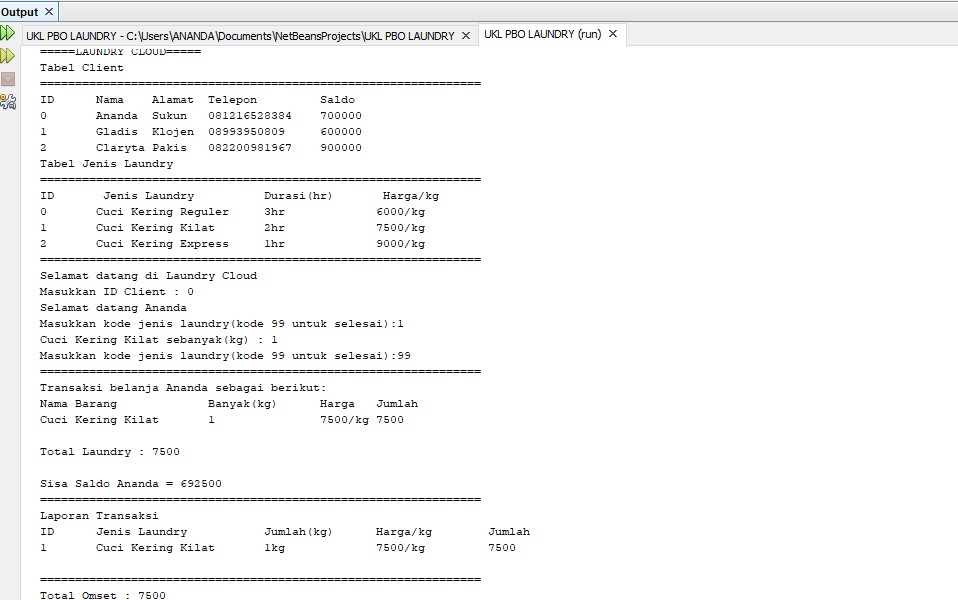 Output
UKL PBO LAUNDRY - C:\Users\ANANDA\Documents\NetBeansProjects\UKL PBO LAUNDRY
UKL PBO LAUNDRY (run)
=====LAUNDRY CLOUD=====
Tabel Client
===============================================================
ID      Nama    Alamat  Telepon         Saldo
0       Ananda  Sukun   081216528384    700000
1       Gladis  Klojen  08993950809     600000
2       Claryta Pakis   082200981967    900000
Tabel Jenis Laundry
===============================================================
ID       Jenis Laundry          Durasi(hr)       Harga/kg
0       Cuci Kering Reguler     3hr             6000/kg
1       Cuci Kering Kilat       2hr             7500/kg
2       Cuci Kering Express     1hr             9000/kg
===============================================================
Selamat datang di Laundry Cloud
Masukkan ID Client : 0
Selamat datang Ananda
Masukkan kode jenis laundry(kode 99 untuk selesai):1
Cuci Kering Kilat sebanyak(kg) : 1
Masukkan kode jenis laundry(kode 99 untuk selesai):99
===============================================================
Transaksi belanja Ananda sebagai berikut:
Nama Barang             Banyak(kg)      Harga   Jumlah
Cuci Kering Kilat       1               7500/kg 7500
Total Laundry : 7500
Sisa Saldo Ananda = 692500
===============================================================
Laporan Transaksi
ID      Jenis Laundry           Jumlah(kg)      Harga/kg        Jumlah
1       Cuci Kering Kilat       1kg             7500/kg         7500
===============================================================
Total Omset : 7500